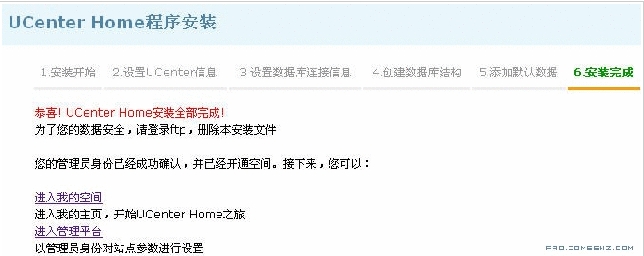 UCenter Home程序安装
1.安装开始 2.设置UCenter信息 3.设置数据库连接信息 4.创建数据库结构 5.添加默认数据 6.安装完成
恭喜! UCenter Home安装全部完成!
为了您的数据安全，请登录ftp，删除本安装文件
您的管理员身份已经成功确认，并已经开通空间。接下来，您可以：
进入我的空间
进入我的主页，开始UCenter Home之旅
进入管理平台
以管理员身份对站点参数进行设置
PRO.COMSENZ.COM